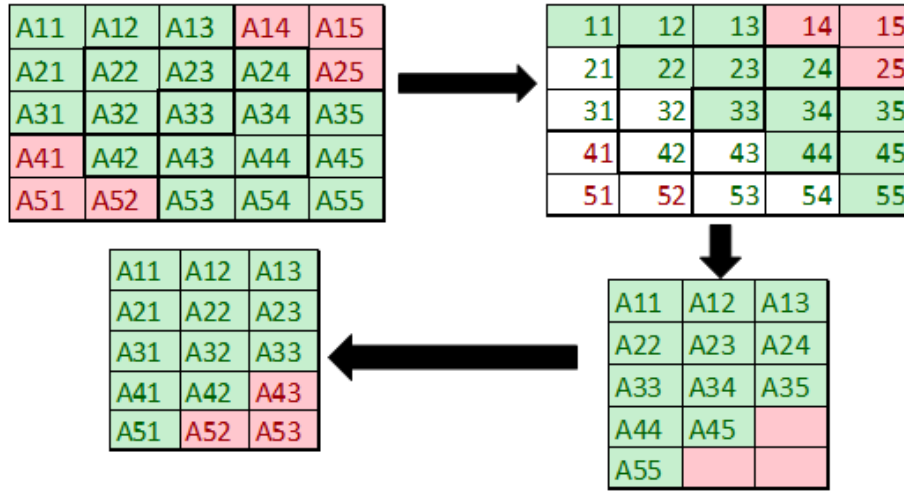 A11 A12 A13 A14 A15
A21 A22 A23 A24 A25
A31 A32 A33 A34 A35
A41 A42 A43 A44 A45
A51 A52 A53 A54 A55
11 12 13 14 15
21 22 23 24 25
31 32 33 34 35
41 42 43 44 45
51 52 53 54 55
A11 A12 A13
A21 A22 A23
A31 A32 A33
A41 A42 A43
A51 A52 A53
A11 A12 A13
A22 A23 A24
A33 A34 A35
A44 A45
A55